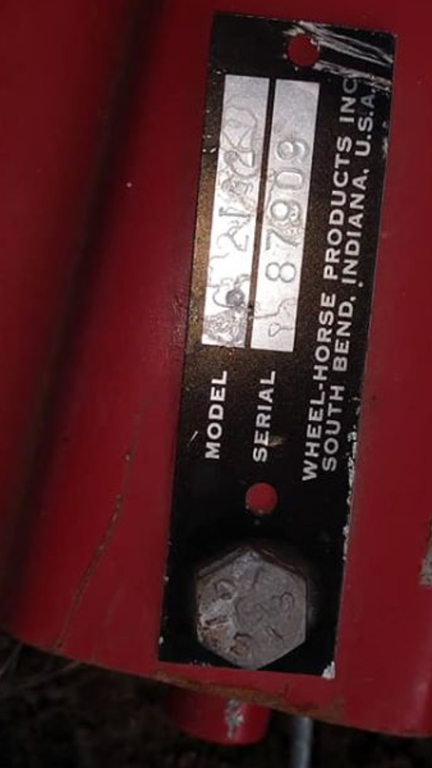 MODEL
SERIAL 87909
WHEEL-HORSE PRODUCTS INC.
SOUTH BEND, INDIANA, U.S.A.